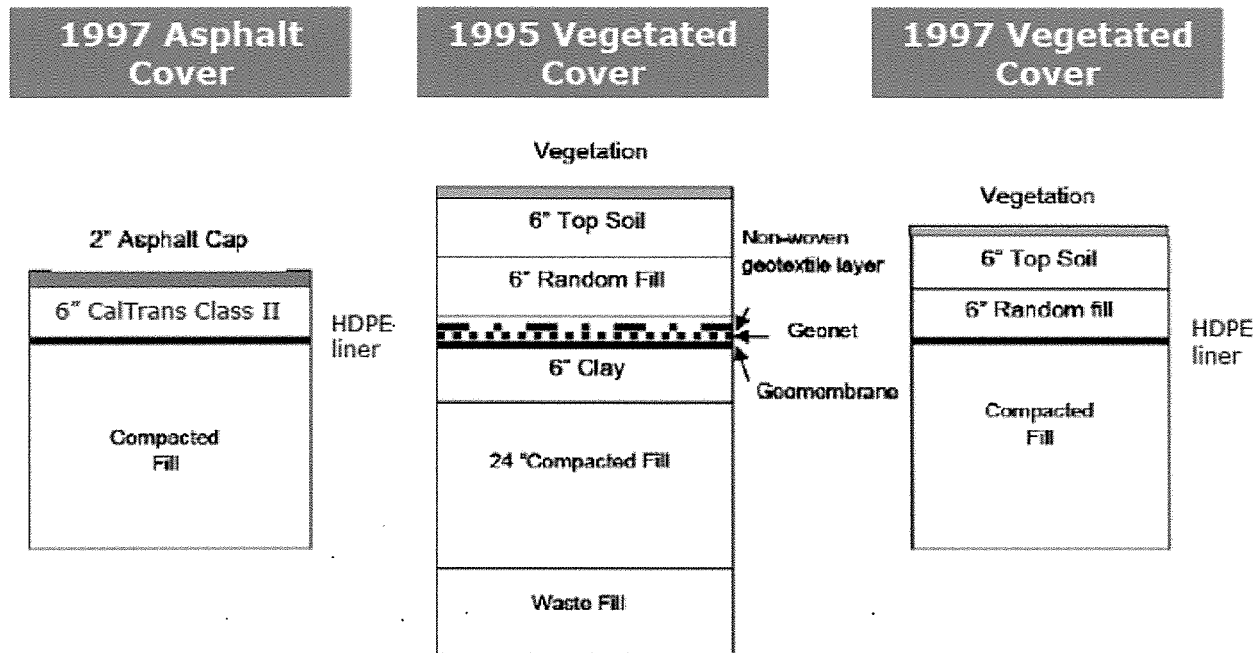 1997 Asphalt
Cover
2" Asphalt Cap
6" CalTrans Class II
HDPE
liner
Compacted
Fill
1995 Vegetated
Cover
Vegetation
6" Top Soil
6" Random Fill
Non-woven
geotextile layer
Geonet
Geomembrane
6" Clay
24 "Compacted Fill
Waste Fill
1997 Vegetated
Cover
Vegetation
6" Top Soil
6" Random fill
HDPE
liner
Compacted
Fill